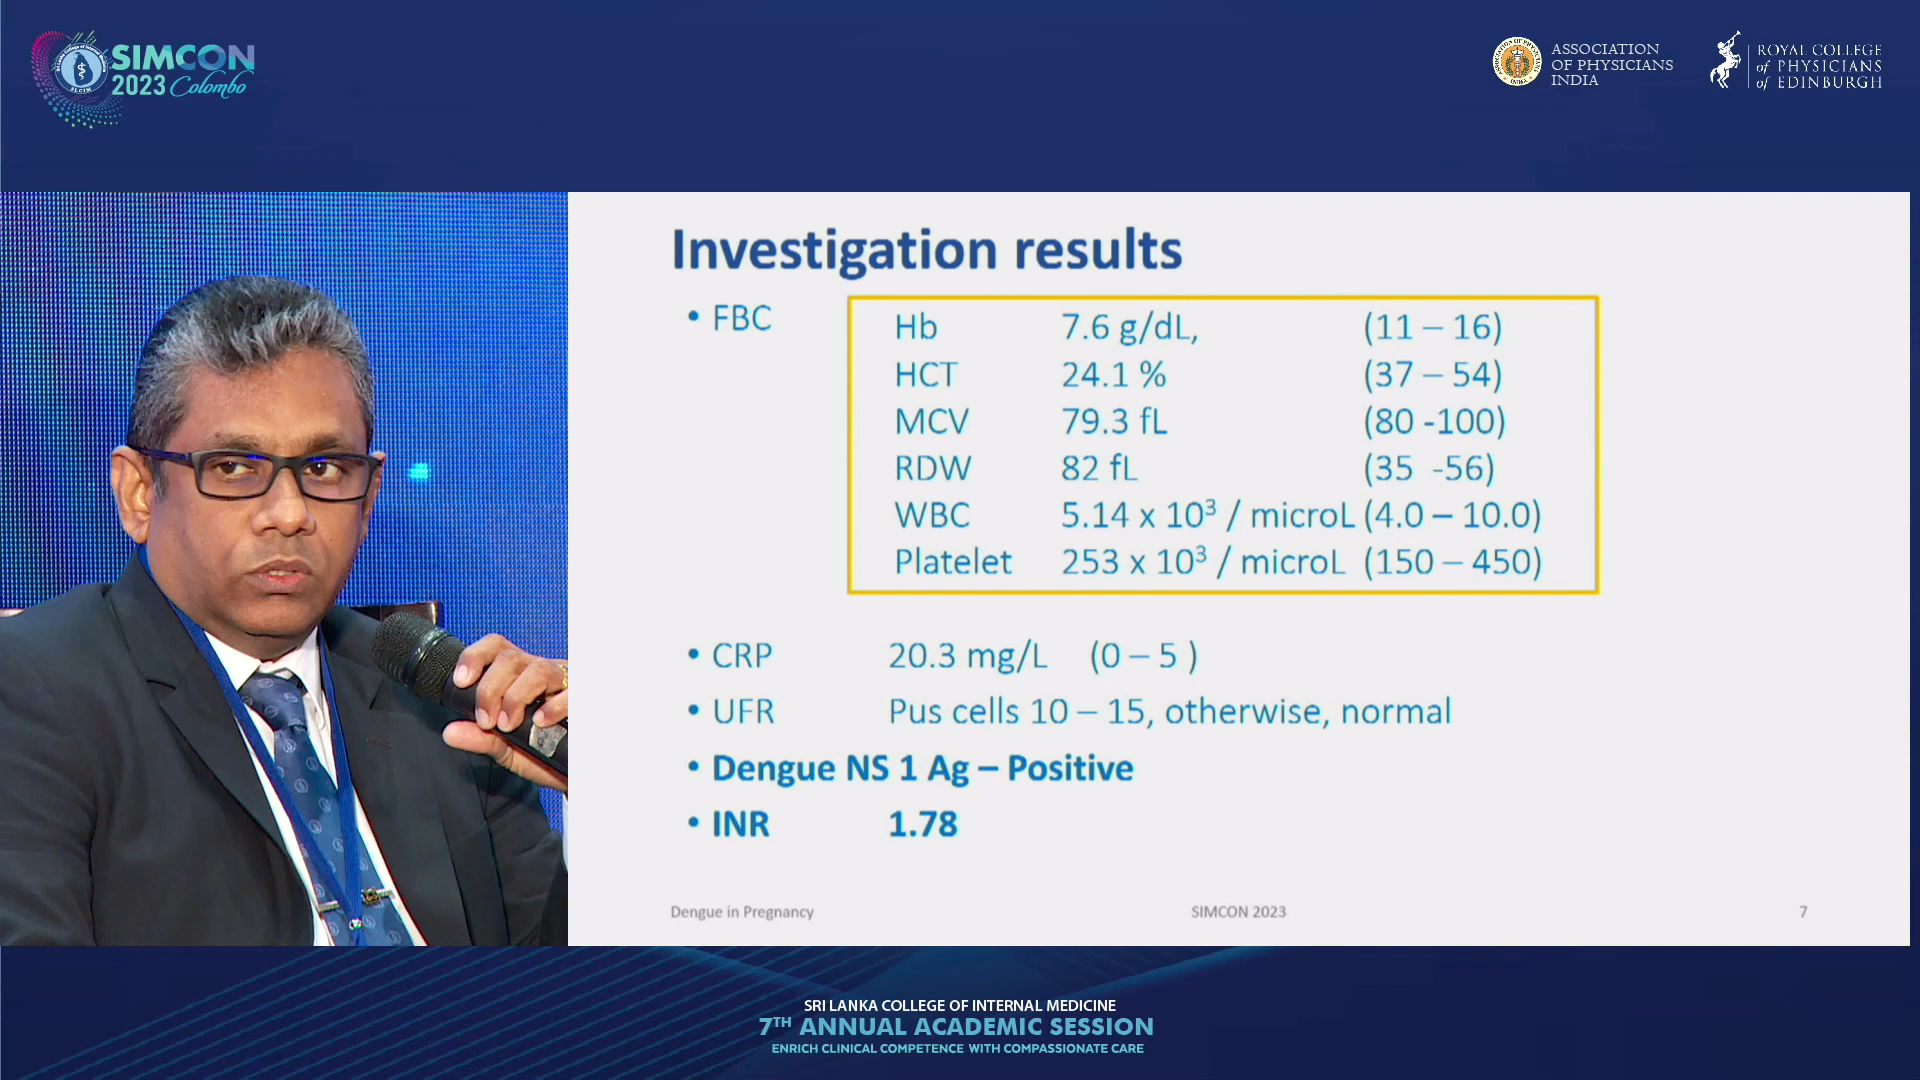 SIMCON
2023 Colombo
SLCIM
ASSOCIATION
OF PHYSICIANS
INDIA
ROYAL COLLEGE
of PHYSICIANS
of EDINBURGH
Investigation results
• FBC
Hb 7.6 g/dL, (11 – 16)
HCT 24.1 % (37 – 54)
MCV 79.3 fL (80 -100)
RDW 82 fL (35 -56)
WBC 5.14 x 10³ / microL (4.0 – 10.0)
Platelet 253 x 10³ / microL (150 – 450)
• CRP 20.3 mg/L (0 – 5 )
• UFR Pus cells 10 – 15, otherwise, normal
• Dengue NS 1 Ag – Positive
• INR 1.78
Dengue in Pregnancy SIMCON 2023 7
SRI LANKA COLLEGE OF INTERNAL MEDICINE
7TH ANNUAL ACADEMIC SESSION
ENRICH CLINICAL COMPETENCE WITH COMPASSIONATE CARE